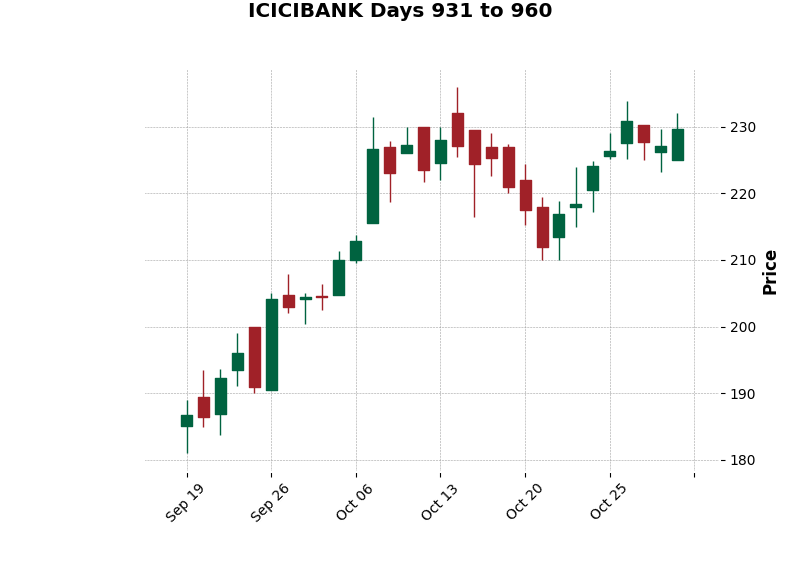 ICICIBANK Days 931 to 960
230
220
210
200
190
180
Price
Sep 19
Sep 26
Oct 06
Oct 13
Oct 20
Oct 25